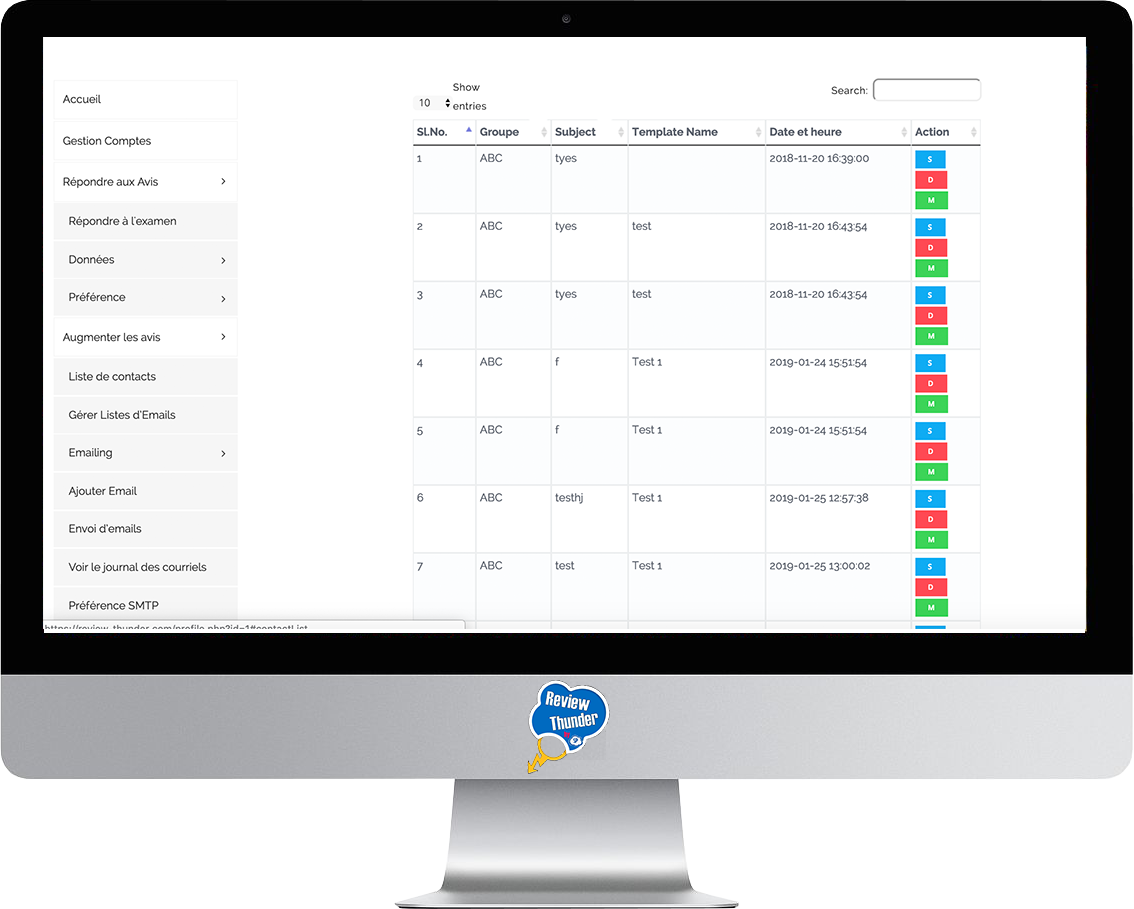 Accueil
Gestion Comptes
Répondre aux Avis
Répondre à l'examen
Données
Préférence
Augmenter les avis
Liste de contacts
Gérer Listes d'Emails
Emailing
Ajouter Email
Envoi d'emails
Voir le journal des courriels
Préférence SMTP
https://review-thunder.com/profile.php?id=1#contactList
Show
10 entries
Search:
Sl.No. Groupe Subject Template Name Date et heure Action
1 ABC tyes 2018-11-20 16:39:00 S
D
M
2 ABC tyes test 2018-11-20 16:43:54 S
D
M
3 ABC tyes test 2018-11-20 16:43:54 S
D
M
4 ABC f Test 1 2019-01-24 15:51:54 S
D
M
5 ABC f Test 1 2019-01-24 15:51:54 S
D
M
6 ABC testhj Test 1 2019-01-25 12:57:38 S
D
M
7 ABC test Test 1 2019-01-25 13:00:02 S
D
M
Review
Thunder